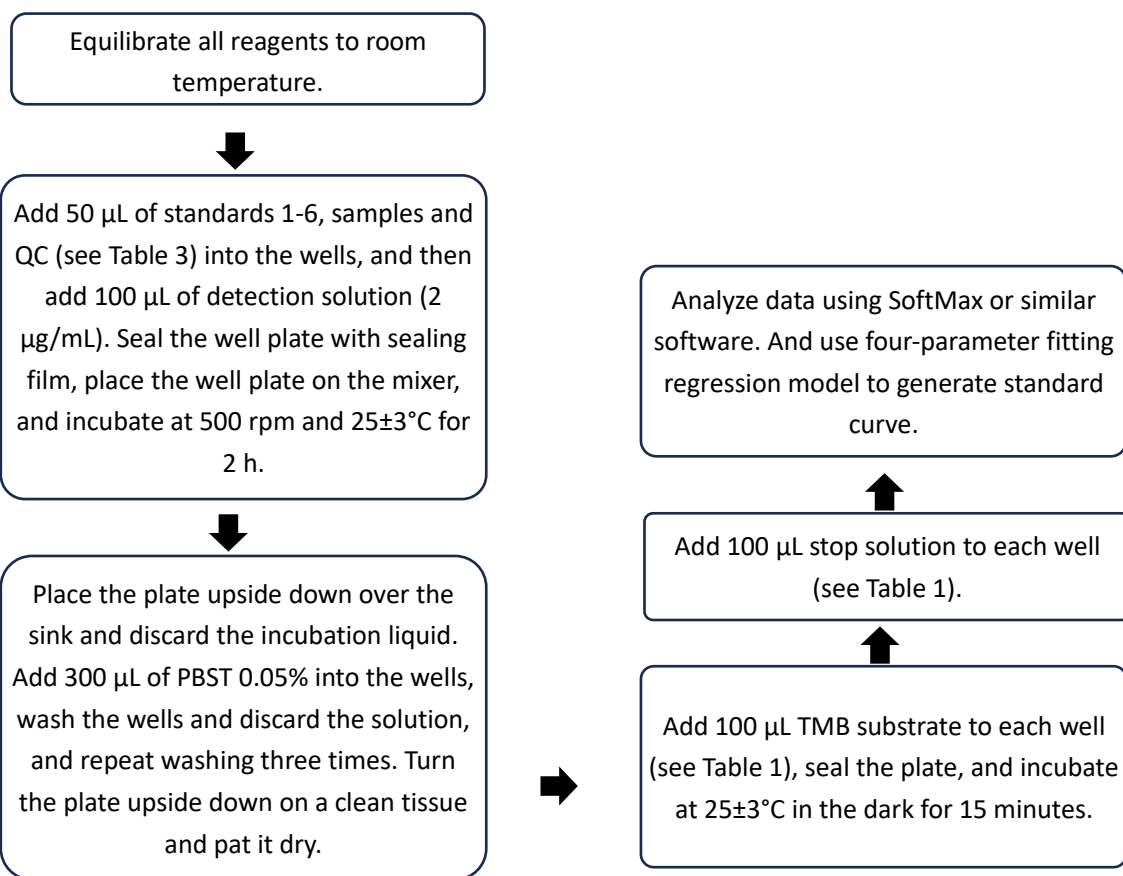 Equilibrate all reagents to room
temperature.
Add 50 µL of standards 1-6, samples and
QC (see Table 3) into the wells, and then
add 100 µL of detection solution (2
µg/mL). Seal the well plate with sealing
film, place the well plate on the mixer,
and incubate at 500 rpm and 25±3°C for
2 h.
Place the plate upside down over the
sink and discard the incubation liquid.
Add 300 µL of PBST 0.05% into the wells,
wash the wells and discard the solution,
and repeat washing three times. Turn
the plate upside down on a clean tissue
and pat it dry.
Add 100 µL TMB substrate to each well
(see Table 1), seal the plate, and incubate
at 25±3°C in the dark for 15 minutes.
Add 100 µL stop solution to each well
(see Table 1).
Analyze data using SoftMax or similar
software. And use four-parameter fitting
regression model to generate standard
curve.